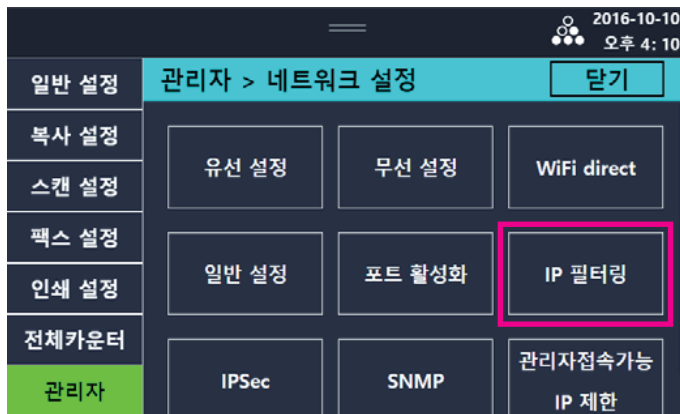 2016-10-10
오후 4: 10
일반 설정
관리자 > 네트워크 설정
닫기
복사 설정
스캔 설정
팩스 설정
인쇄 설정
전체카운터
관리자
유선 설정
무선 설정
WiFi direct
일반 설정
포트 활성화
IP 필터링
IPSec
SNMP
관리자접속가능
IP 제한